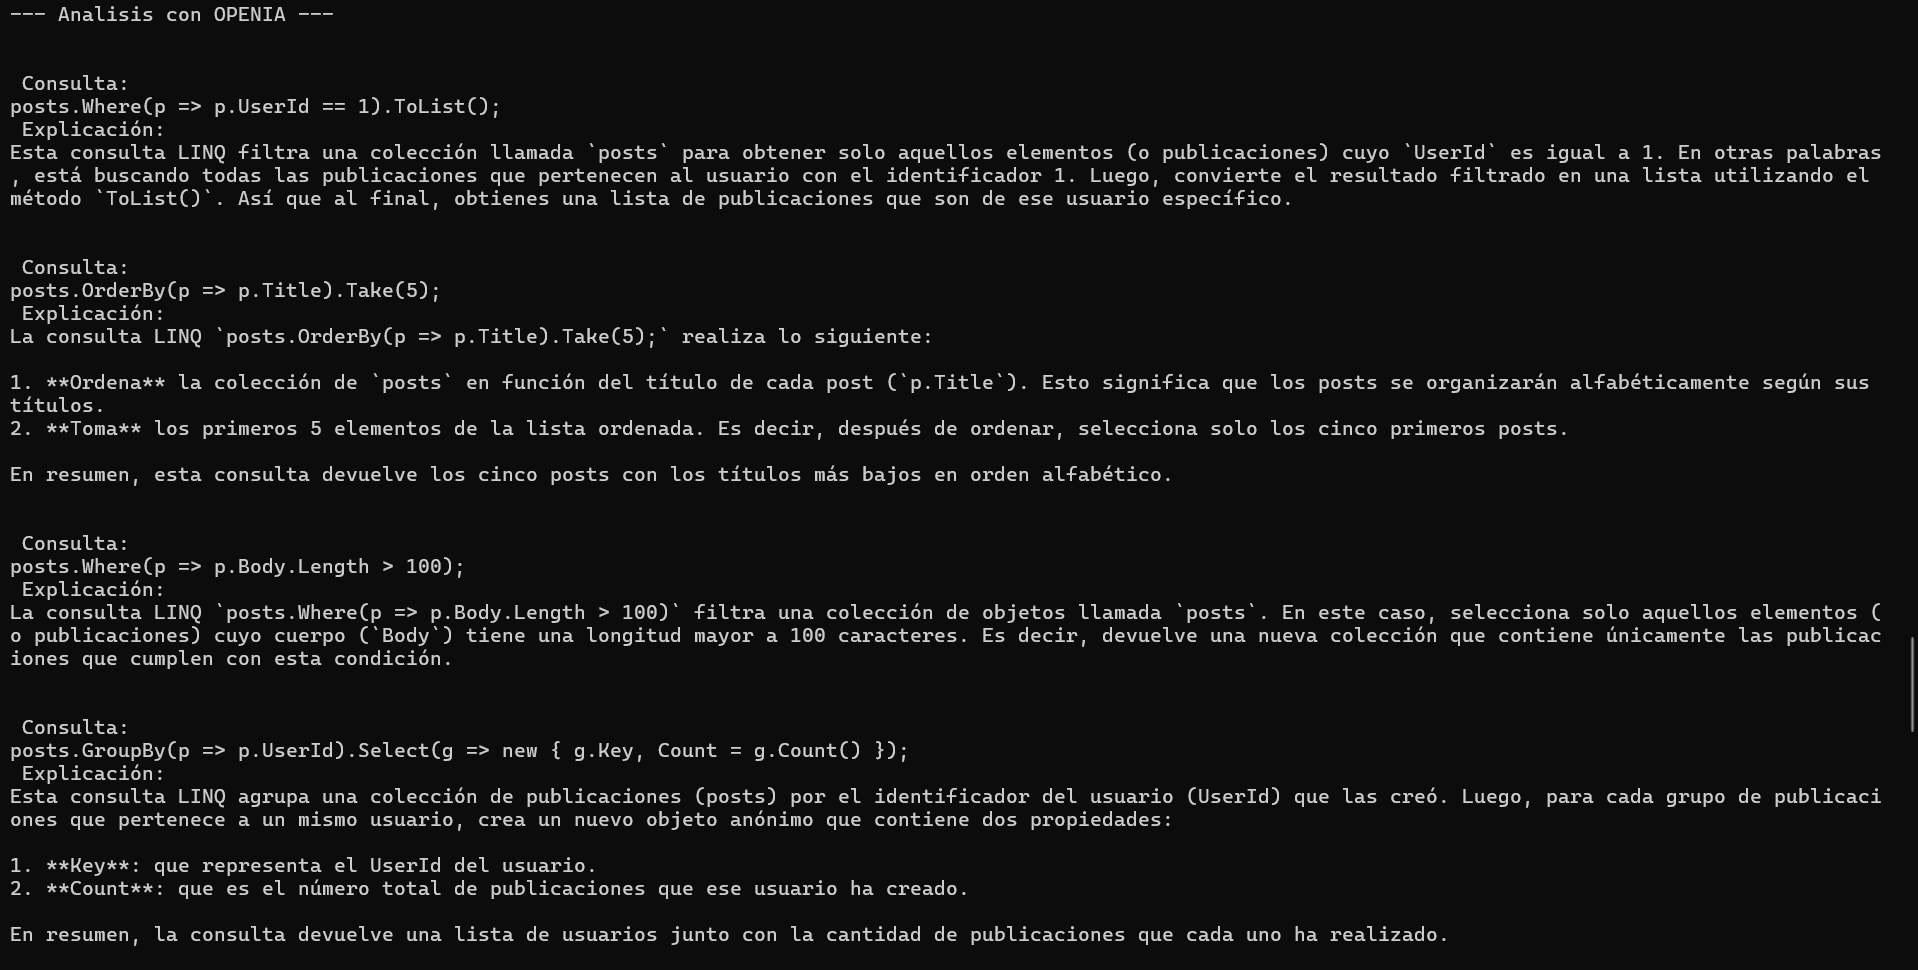 --- Analisis con OPENIA ---
Consulta:
posts.Where(p => p.UserId == 1).ToList();
Explicación:
Esta consulta LINQ filtra una colección llamada `posts` para obtener solo aquellos elementos (o publicaciones) cuyo `UserId` es igual a 1. En otras palabras
, está buscando todas las publicaciones que pertenecen al usuario con el identificador 1. Luego, convierte el resultado filtrado en una lista utilizando el
método `ToList()`. Así que al final, obtienes una lista de publicaciones que son de ese usuario específico.
Consulta:
posts.OrderBy(p => p.Title).Take(5);
Explicación:
La consulta LINQ `posts.OrderBy(p => p.Title).Take(5);` realiza lo siguiente:
1. **Ordena** la colección de `posts` en función del título de cada post (`p.Title`). Esto significa que los posts se organizarán alfabéticamente según sus
títulos.
2. **Toma** los primeros 5 elementos de la lista ordenada. Es decir, después de ordenar, selecciona solo los cinco primeros posts.
En resumen, esta consulta devuelve los cinco posts con los títulos más bajos en orden alfabético.
Consulta:
posts.Where(p => p.Body.Length > 100);
Explicación:
La consulta LINQ `posts.Where(p => p.Body.Length > 100)` filtra una colección de objetos llamada `posts`. En este caso, selecciona solo aquellos elementos (
o publicaciones) cuyo cuerpo (`Body`) tiene una longitud mayor a 100 caracteres. Es decir, devuelve una nueva colección que contiene únicamente las publicac
iones que cumplen con esta condición.
Consulta:
posts.GroupBy(p => p.UserId).Select(g => new { g.Key, Count = g.Count() });
Explicación:
Esta consulta LINQ agrupa una colección de publicaciones (posts) por el identificador del usuario (UserId) que las creó. Luego, para cada grupo de publicaci
ones que pertenece a un mismo usuario, crea un nuevo objeto anónimo que contiene dos propiedades:
1. **Key**: que representa el UserId del usuario.
2. **Count**: que es el número total de publicaciones que ese usuario ha creado.
En resumen, la consulta devuelve una lista de usuarios junto con la cantidad de publicaciones que cada uno ha realizado.